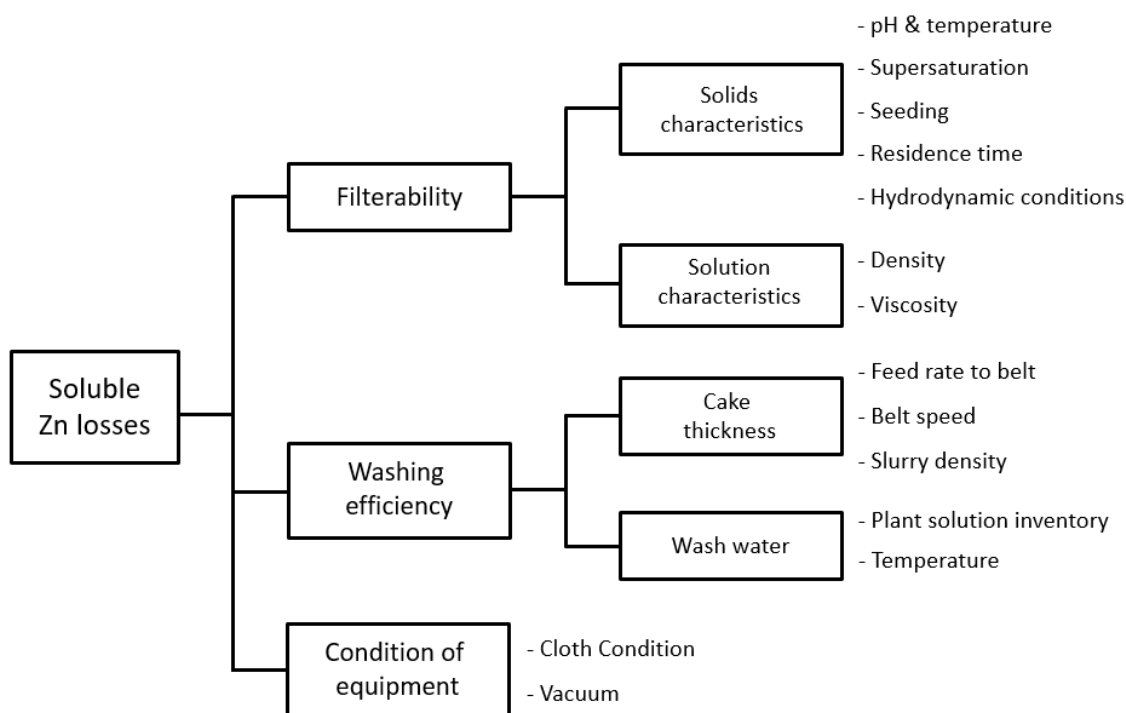 Soluble
Zn losses
Filterability
Solids
characteristics
- pH & temperature
- Supersaturation
- Seeding
- Residence time
- Hydrodynamic conditions
Solution
characteristics
- Density
- Viscosity
Washing
efficiency
Cake
thickness
- Feed rate to belt
- Belt speed
- Slurry density
Wash water
- Plant solution inventory
- Temperature
Condition of
equipment
- Cloth Condition
- Vacuum